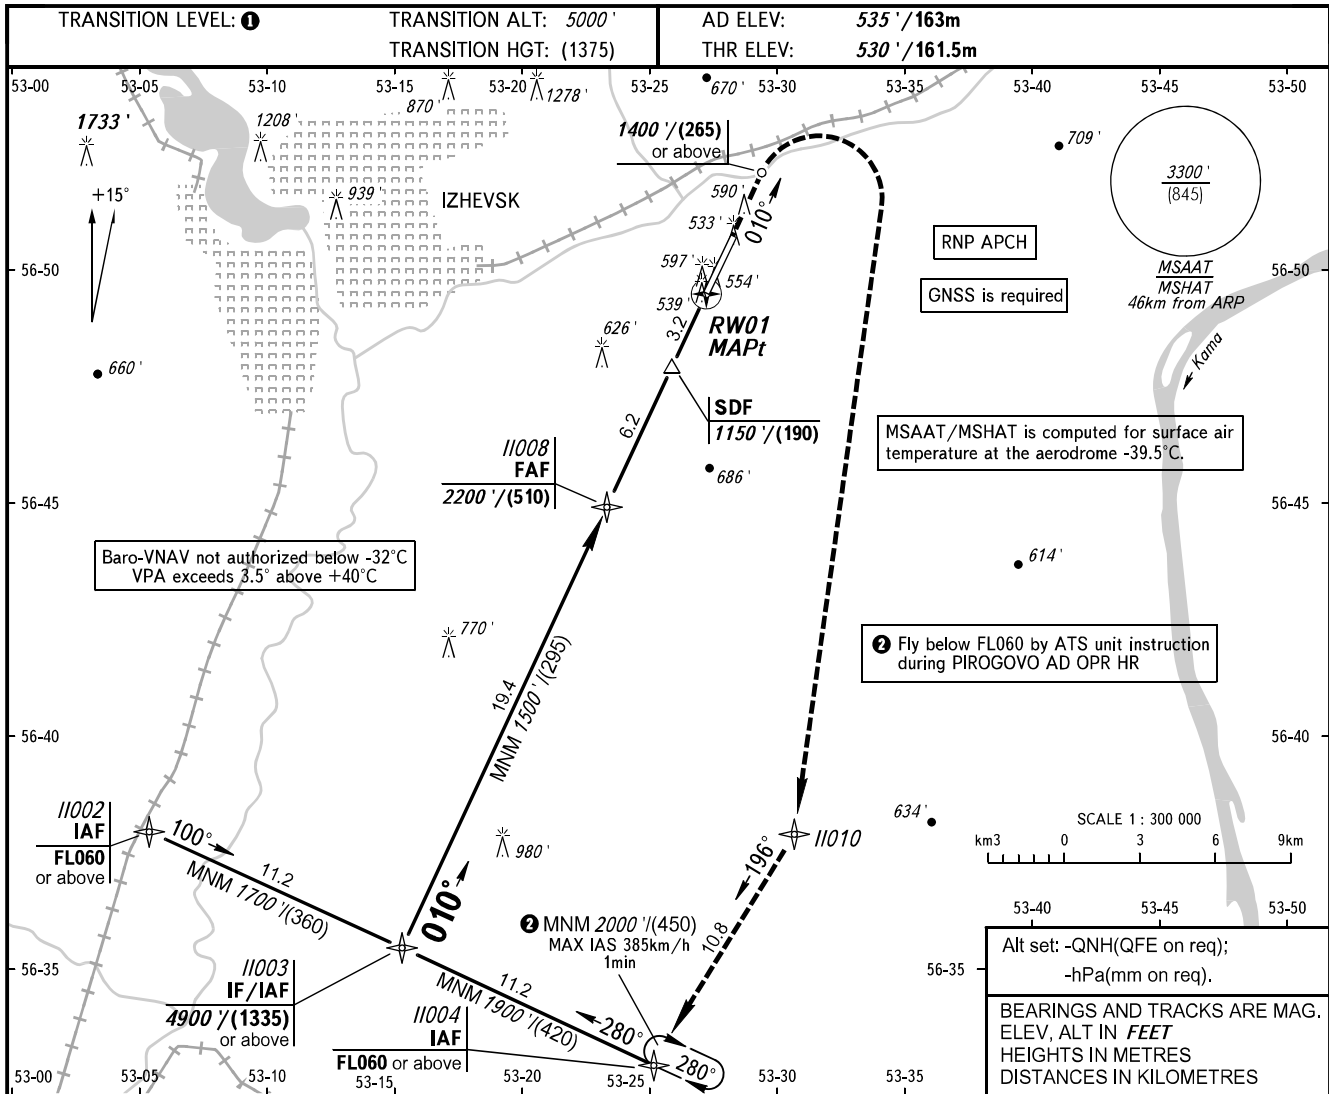 TRANSITION LEVEL: ❶
TRANSITION ALT: 5000 '
TRANSITION HGT: (1375)
AD ELEV: 535 '/163m
THR ELEV: 530 '/161.5m
53-00 53-05 53-10 53-15 53-20 53-25 53-30 53-35 53-45 53-50
670 '
870 '
1278 '
1733 '
1208 '
1400 '/(265)
or above
709 '
3300 '
(845)
+15°
939 '
IZHEVSK
590 '
010°
533 '
RNP APCH
MSAAT
MSHAT
46km from ARP
56-50
597 '
554 '
56-50
GNSS is required
539 '
RW01
MAPt
626 '
3.2
Kama
660 '
SDF
1150 '/(190)
6.2
MSAAT/MSHAT is computed for surface air
temperature at the aerodrome -39.5°C.
II008
FAF
2200 '/(510)
686 '
56-45
56-45
Baro-VNAV not authorized below -32°C
VPA exceeds 3.5° above +40°C
614 '
770 '
❷ Fly below FL060 by ATS unit instruction
during PIROGOVO AD OPR HR
19.4
MNM 1500 '/(295)
56-40
56-40
II002
IAF
FL060
or above
100°
11.2
MNM 1700 '/(360)
980 '
010°
II010
634 '
SCALE 1 : 300 000
km3 0 3 6 9km
196°
10.8
53-40 53-45 53-50
❷ MNM 2000 '/(450)
MAX IAS 385km/h
1min
56-35
II003
IF/IAF
4900 '/(1335)
or above
11.2
MNM 1900 '/(420)
280°
280°
II004
IAF
FL060 or above
56-35
Alt set: -QNH(QFE on req);
-hPa(mm on req).
BEARINGS AND TRACKS ARE MAG.
ELEV, ALT IN FEET
HEIGHTS IN METRES
DISTANCES IN KILOMETRES
53-00 53-05 53-10 53-15 53-20 53-25 53-30 53-35